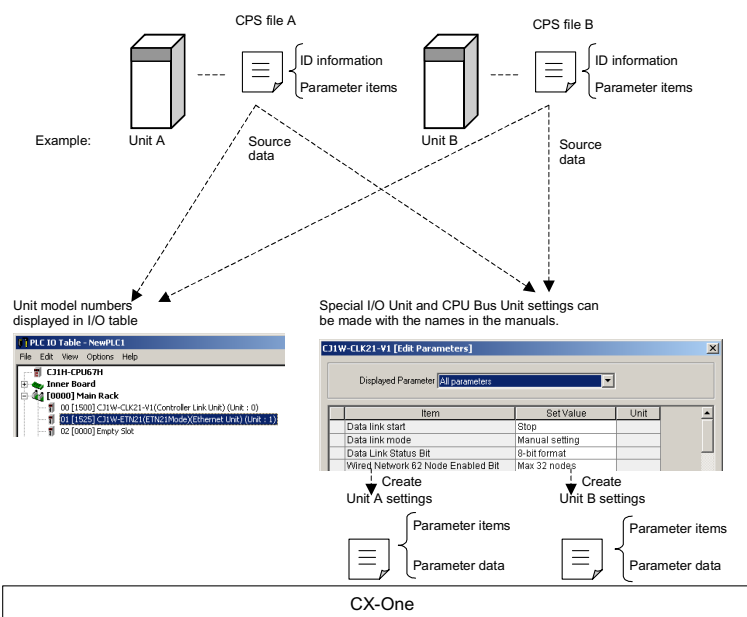 CPS file A
CPS file B
ID information
Parameter items
ID information
Parameter items
Example:
Unit A
Source
data
Unit B
Source
data
Unit model numbers
displayed in I/O table
Special I/O Unit and CPU Bus Unit settings can
be made with the names in the manuals.
PLC IO Table - NewPLC1
File Edit View Options Help
CJ1H-CPU67H
Inner Board
[0000] Main Rack
00 [1500] CJ1W-CLK21-V1(Controller Link Unit) (Unit : 0)
01 [1525] CJ1W-ETN21(ETN21Mode)(Ethernet Unit) (Unit : 1)
02 [0000] Empty Slot
CJ1W-CLK21-V1 [Edit Parameters]
Displayed Parameter All parameters
Item Set Value Unit
Data link start Stop
Data link mode Manual setting
Data Link Status Bit 8-bit format
Wired Network 62 Node Enabled Bit Max 32 nodes
Create
Unit A settings
Create
Unit B settings
Parameter items
Parameter data
Parameter items
Parameter data
CX-One